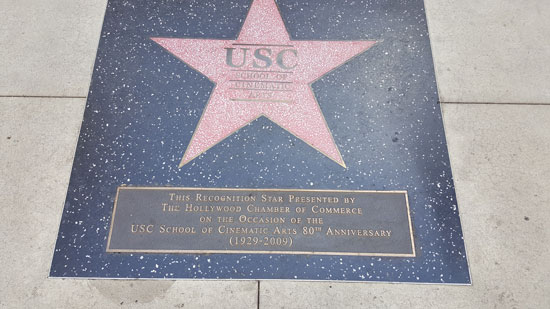 USC
SCHOOL OF
CINEMATIC
ARTS
THIS RECOGNITION STAR PRESENTED BY
THE HOLLYWOOD CHAMBER OF COMMERCE
ON THE OCCASION OF THE
USC SCHOOL OF CINEMATIC ARTS 80TH ANNIVERSARY
(1929-2009)